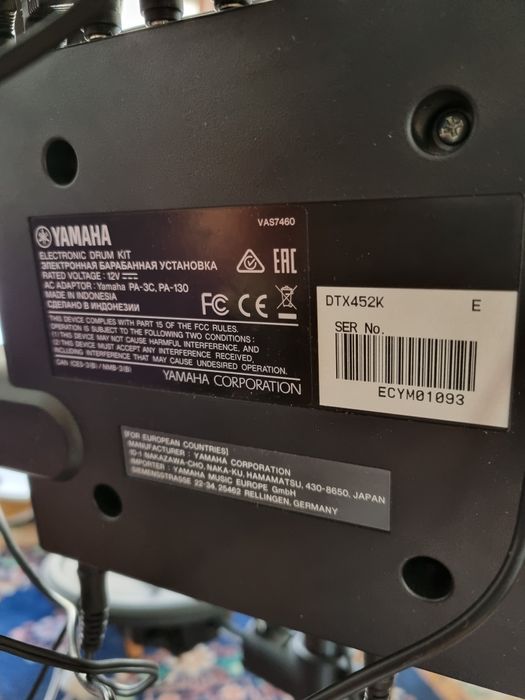 VAS7460
YAMAHA
ELECTRONIC DRUM KIT
ЭЛЕКТРОННАЯ БАРАБАННАЯ УСТАНОВКА
RATED VOLTAGE : 12V
AC ADAPTOR : Yamaha PA-3C, PA-130
MADE IN INDONESIA
СДЕЛАНО В ИНДОНЕЗИИ
EAC
FC CE
THIS DEVICE COMPLIES WITH PART 15 OF THE FCC RULES.
OPERATION IS SUBJECT TO THE FOLLOWING TWO CONDITIONS :
(1) THIS DEVICE MAY NOT CAUSE HARMFUL INTERFERENCE, AND
(2) THIS DEVICE MUST ACCEPT ANY INTERFERENCE RECEIVED,
INCLUDING INTERFERENCE THAT MAY CAUSE UNDESIRED OPERATION.
CAN ICES-3(B) / NMB-3(B)
YAMAHA CORPORATION
DTX452K E
SER No.
ECYM01093
(FOR EUROPEAN COUNTRIES)
MANUFACTURER : YAMAHA CORPORATION
10-1 NAKAZAWA-CHO, NAKA-KU, HAMAMATSU, 430-8650, JAPAN
IMPORTER : YAMAHA MUSIC EUROPE GmbH
SIEMENSSTRASSE 22-34, 25462 RELLINGEN, GERMANY